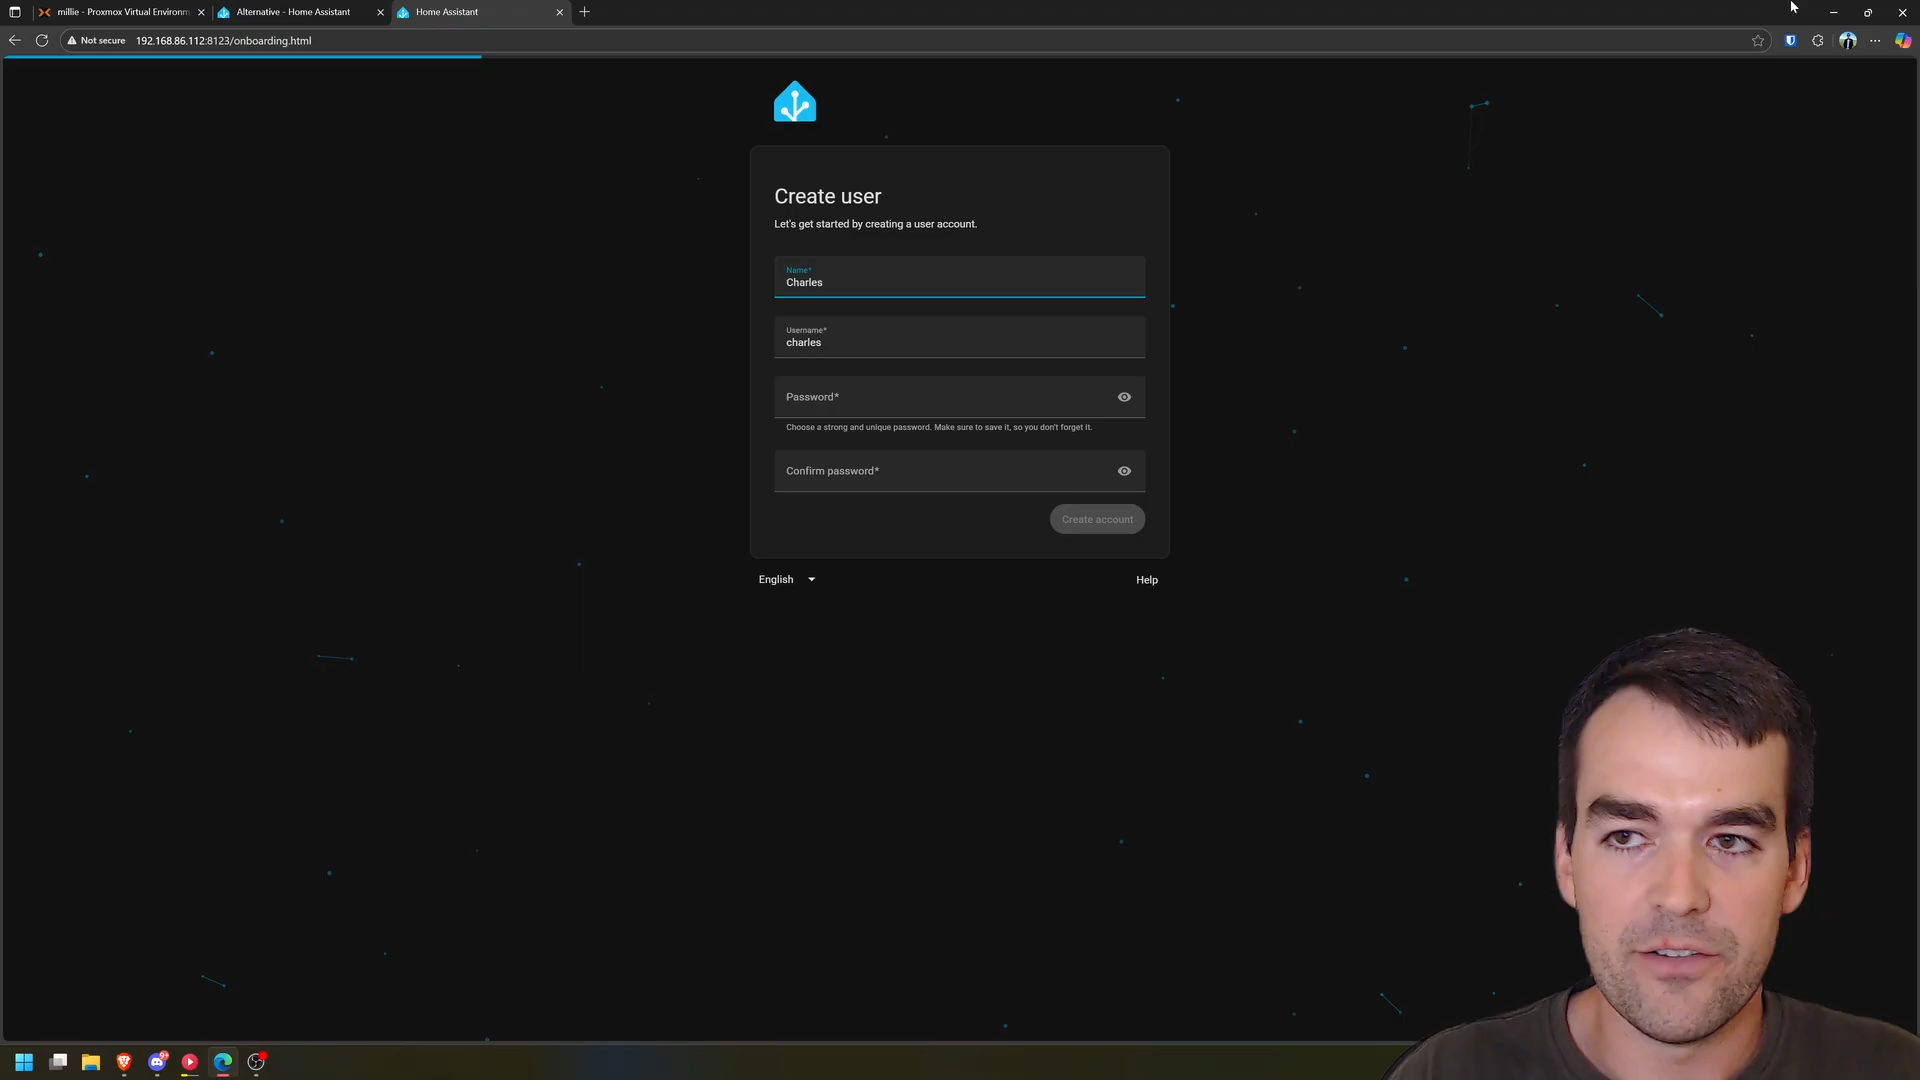 millie - Proxmox Virtual Environm
Alternative - Home Assistant
Home Assistant
Not secure
192.168.86.112:8123/onboarding.html
Create user
Let's get started by creating a user account.
Name*
Charles
Username*
charles
Password*
Choose a strong and unique password. Make sure to save it, so you don't forget it.
Confirm password*
Create account
English
Help